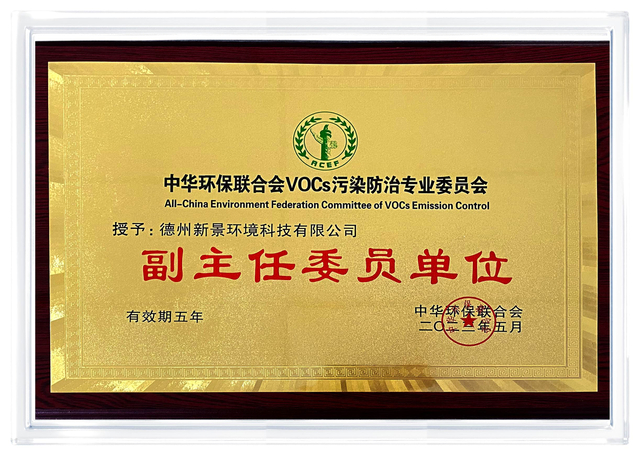 ACEF
中华环保联合会VOCs污染防治专业委员会
All-China Environment Federation Committee of VOCs Emission Control
授予：德州新景环境科技有限公司
副主任委员单位
有效期五年
中华环保联合会
二〇二三年五月